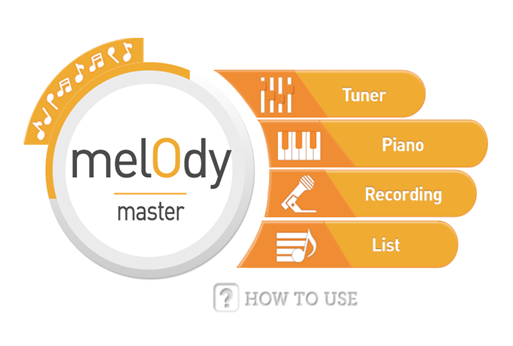 melOdy
master
Tuner
Piano
Recording
List
? HOW TO USE